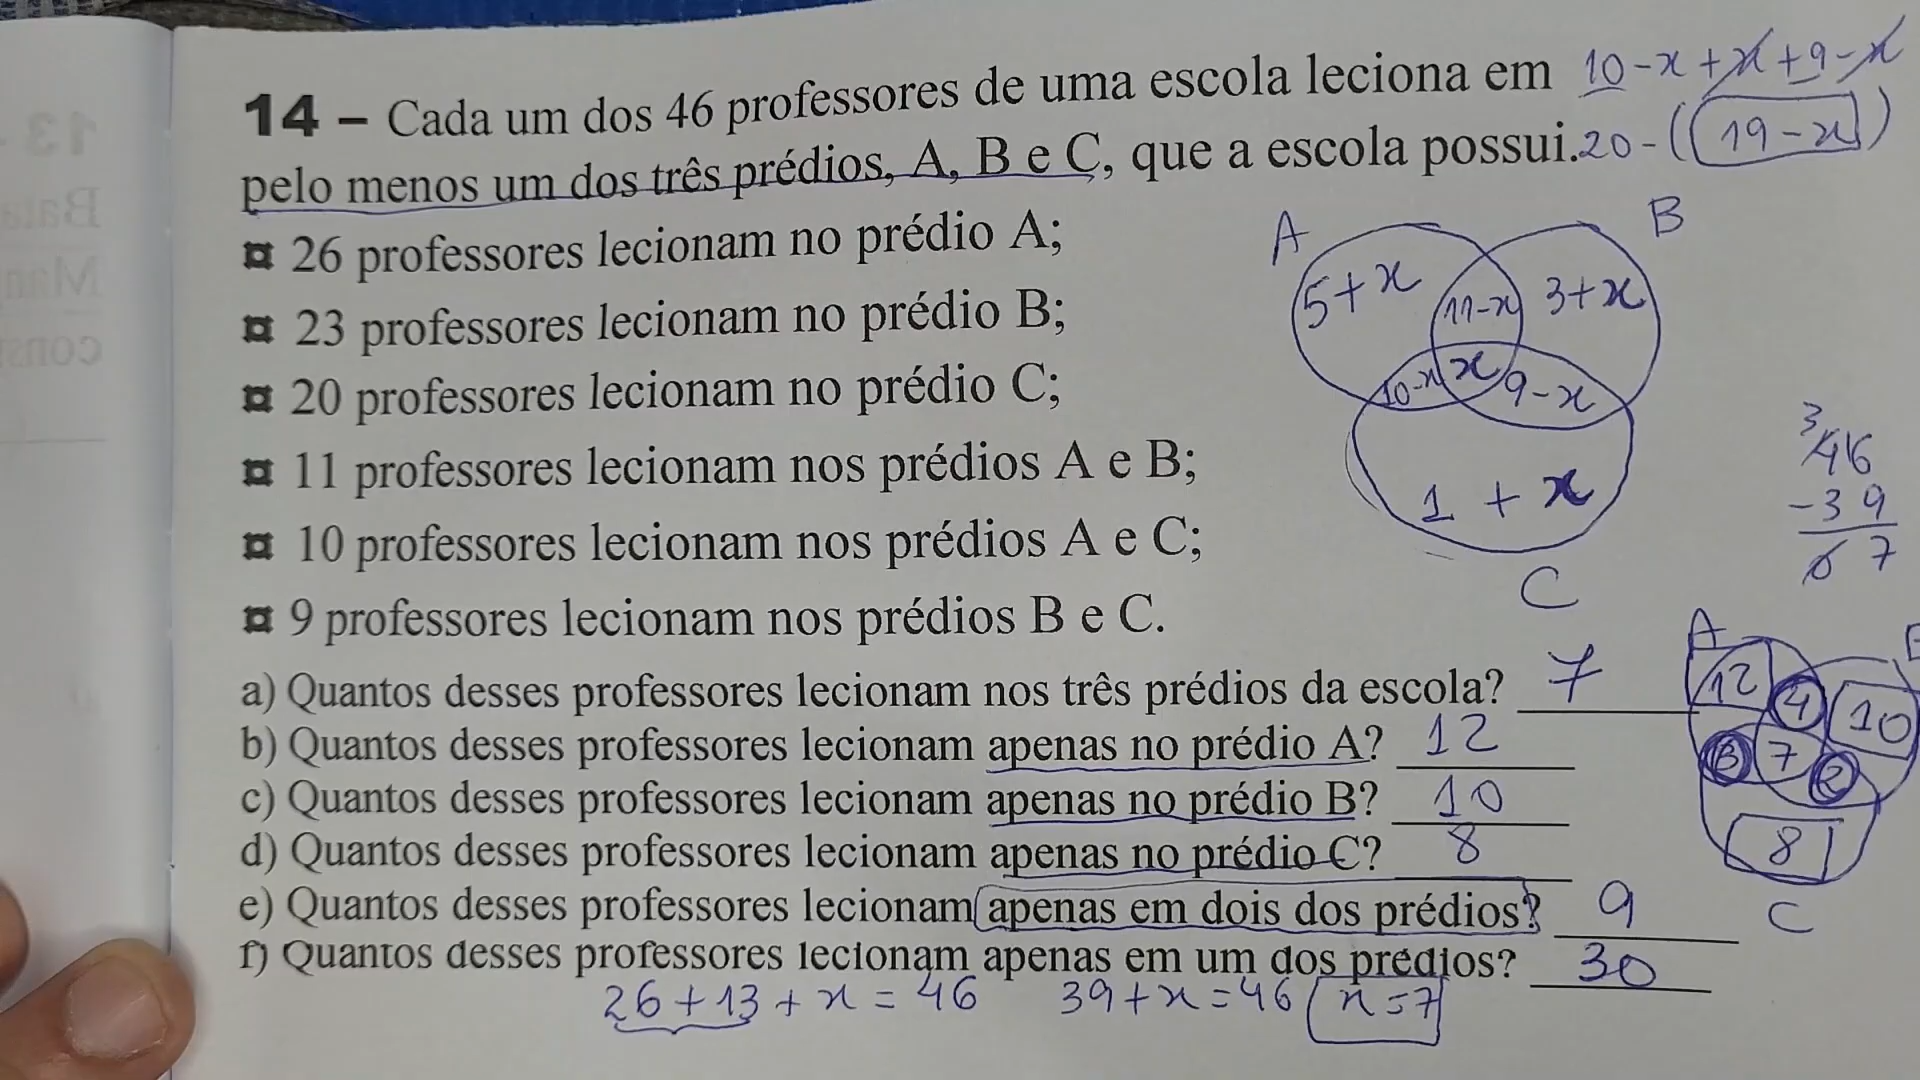 14 – Cada um dos 46 professores de uma escola leciona em
pelo menos um dos três prédios, A, B e C, que a escola possui.
¤ 26 professores lecionam no prédio A;
¤ 23 professores lecionam no prédio B;
¤ 20 professores lecionam no prédio C;
¤ 11 professores lecionam nos prédios A e B;
¤ 10 professores lecionam nos prédios A e C;
¤ 9 professores lecionam nos prédios B e C.
a) Quantos desses professores lecionam nos três prédios da escola? 7
b) Quantos desses professores lecionam apenas no prédio A? 12
c) Quantos desses professores lecionam apenas no prédio B? 10
d) Quantos desses professores lecionam apenas no prédio C? 8
e) Quantos desses professores lecionam apenas em dois dos prédios? 9
f) Quantos desses professores lecionam apenas em um dos prédios? 30
26 + 13 + x = 46 39 + x = 46 x = 7
10 - x + x + 9 - x
20 - (19 - x)
A B
5 + x 11 - x 3 + x
10 - x x 9 - x
1 + x
C
3
46
- 39
0 7
A
12 4 10
3 7 2
8
C